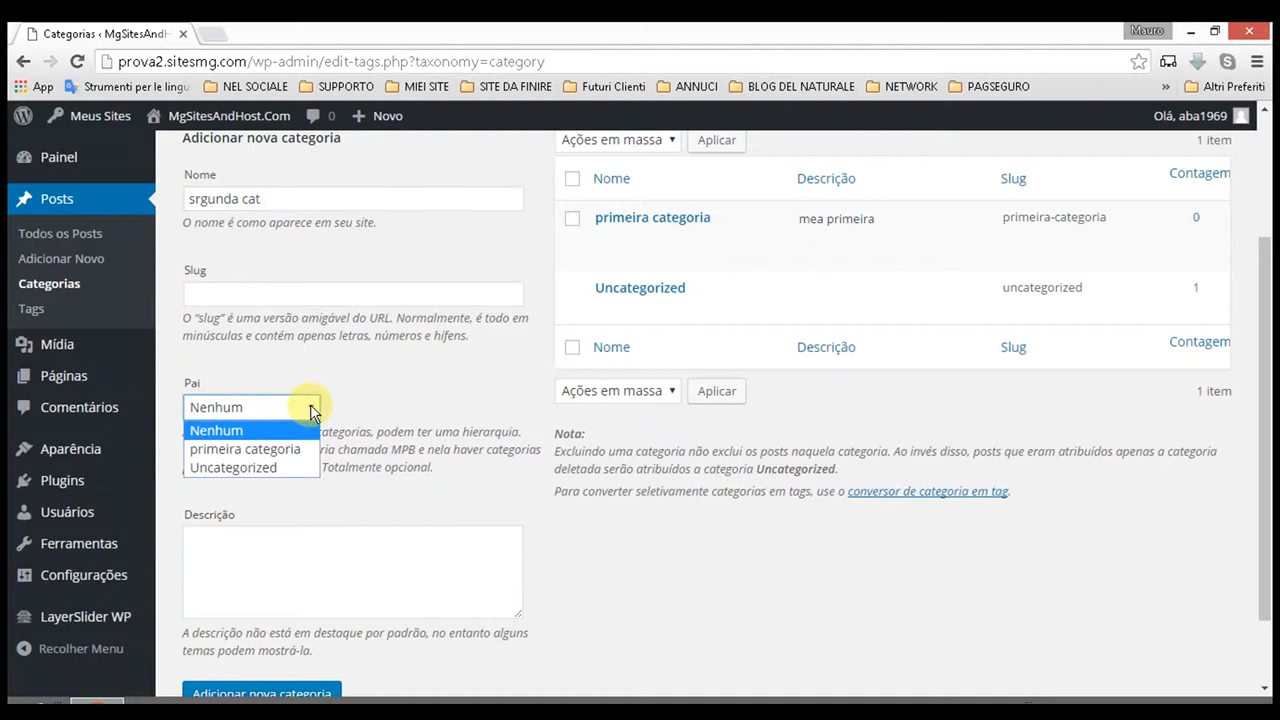 Categorias ‹ MgSitesAndH
Mauro
prova2.sitesmg.com/wp-admin/edit-tags.php?taxonomy=category
App
Strumenti per le lingu
NEL SOCIALE
SUPPORTO
MIEI SITE
SITE DA FINIRE
Futuri Clienti
ANNUCI
BLOG DEL NATURALE
NETWORK
PAGSEGURO
»
Altri Preferiti
Meus Sites
MgSitesAndHost.Com
0
Novo
Olá, aba1969
Painel
Posts
Todos os Posts
Adicionar Novo
Categorias
Tags
Mídia
Páginas
Comentários
Aparência
Plugins
Usuários
Ferramentas
Configurações
LayerSlider WP
Recolher Menu
Adicionar nova categoria
Nome
srgunda cat
O nome é como aparece em seu site.
Slug
O “slug” é uma versão amigável do URL. Normalmente, é todo em
minúsculas e contém apenas letras, números e hífens.
Pai
Nenhum
Nenhum
primeira categoria
Uncategorized
ategorias, podem ter uma hierarquia.
ria chamada MPB e nela haver categorias
Totalmente opcional.
Descrição
A descrição não está em destaque por padrão, no entanto alguns
temas podem mostrá-la.
Adicionar nova categoria
Ações em massa
Aplicar
1 item
Nome
Descrição
Slug
Contagem
primeira categoria
mea primeira
primeira-categoria
0
Uncategorized
uncategorized
1
Nome
Descrição
Slug
Contagem
Ações em massa
Aplicar
1 item
Nota:
Excluindo uma categoria não exclui os posts naquela categoria. Ao invés disso, posts que eram atribuídos apenas a categoria
deletada serão atribuídos a categoria Uncategorized.
Para converter seletivamente categorias em tags, use o conversor de categoria em tag.